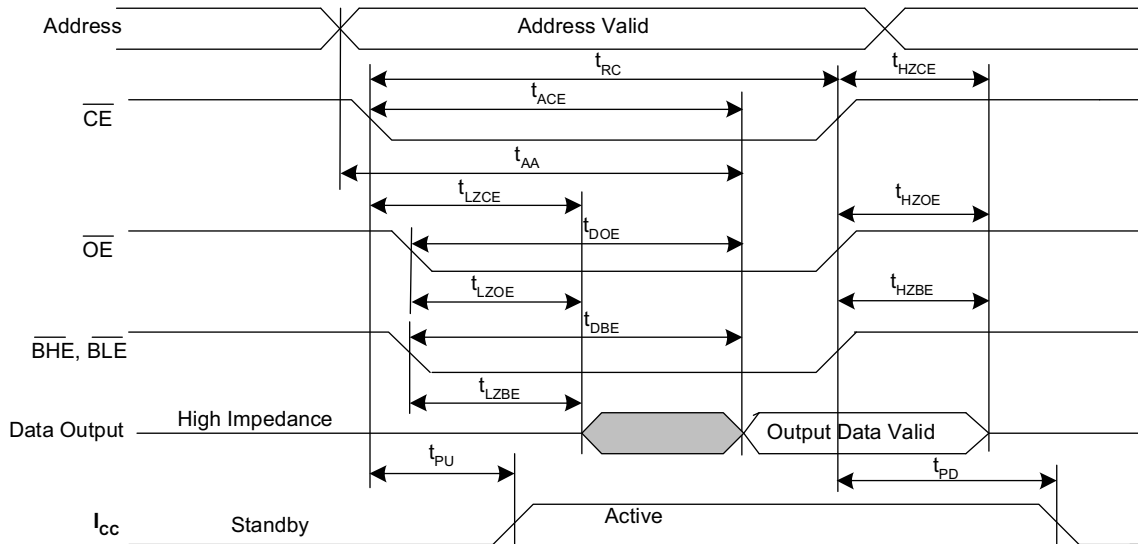 Address
Address Valid
tRC
tHZCE
tACE
CE
tAA
tLZCE
tHZOE
tDOE
OE
tLZOE
tHZBE
tDBE
BHE, BLE
tLZBE
High Impedance
Data Output
Output Data Valid
tPU
tPD
ICC
Standby
Active